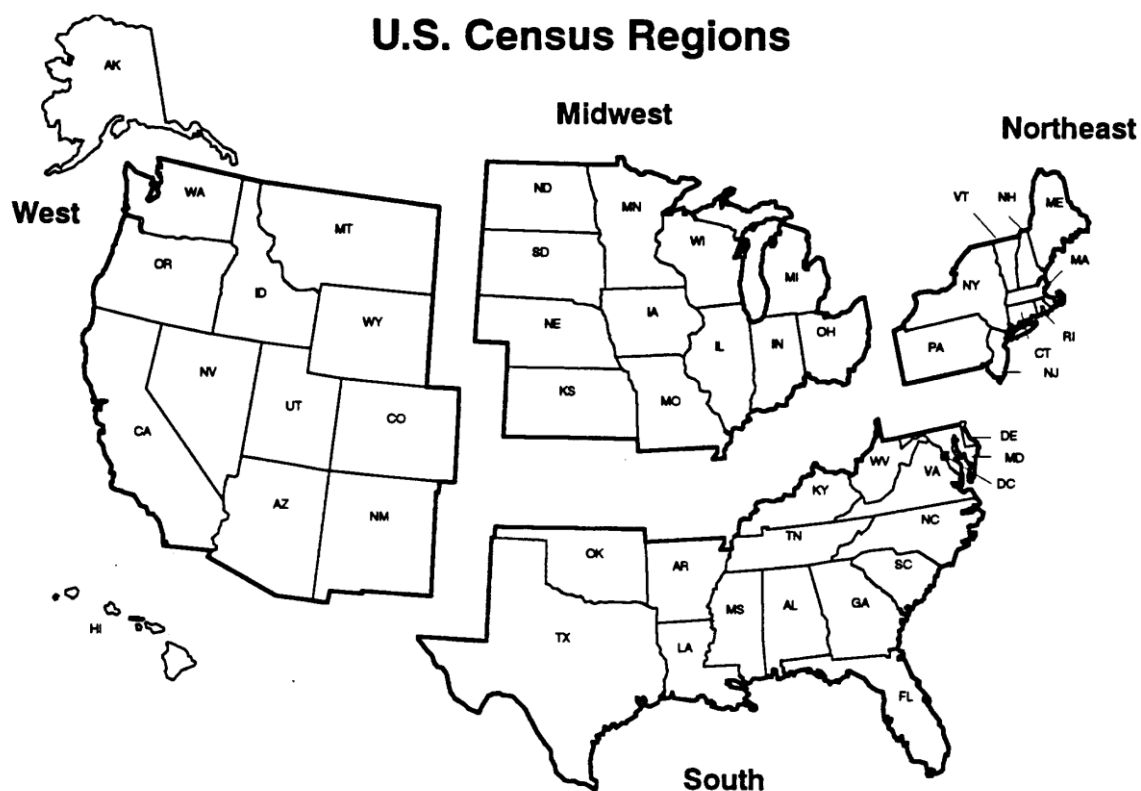 U.S. Census Regions
AK
Midwest
Northeast
West
WA
MT
OR
ID
WY
NV
UT
CO
CA
AZ
NM
HI
ND
MN
SD
WI
MI
NE
IA
IL
IN
OH
KS
MO
VT
NH
ME
MA
NY
RI
PA
CT
NJ
DE
MD
DC
WV
VA
KY
NC
TN
OK
AR
SC
MS
AL
GA
TX
LA
FL
South